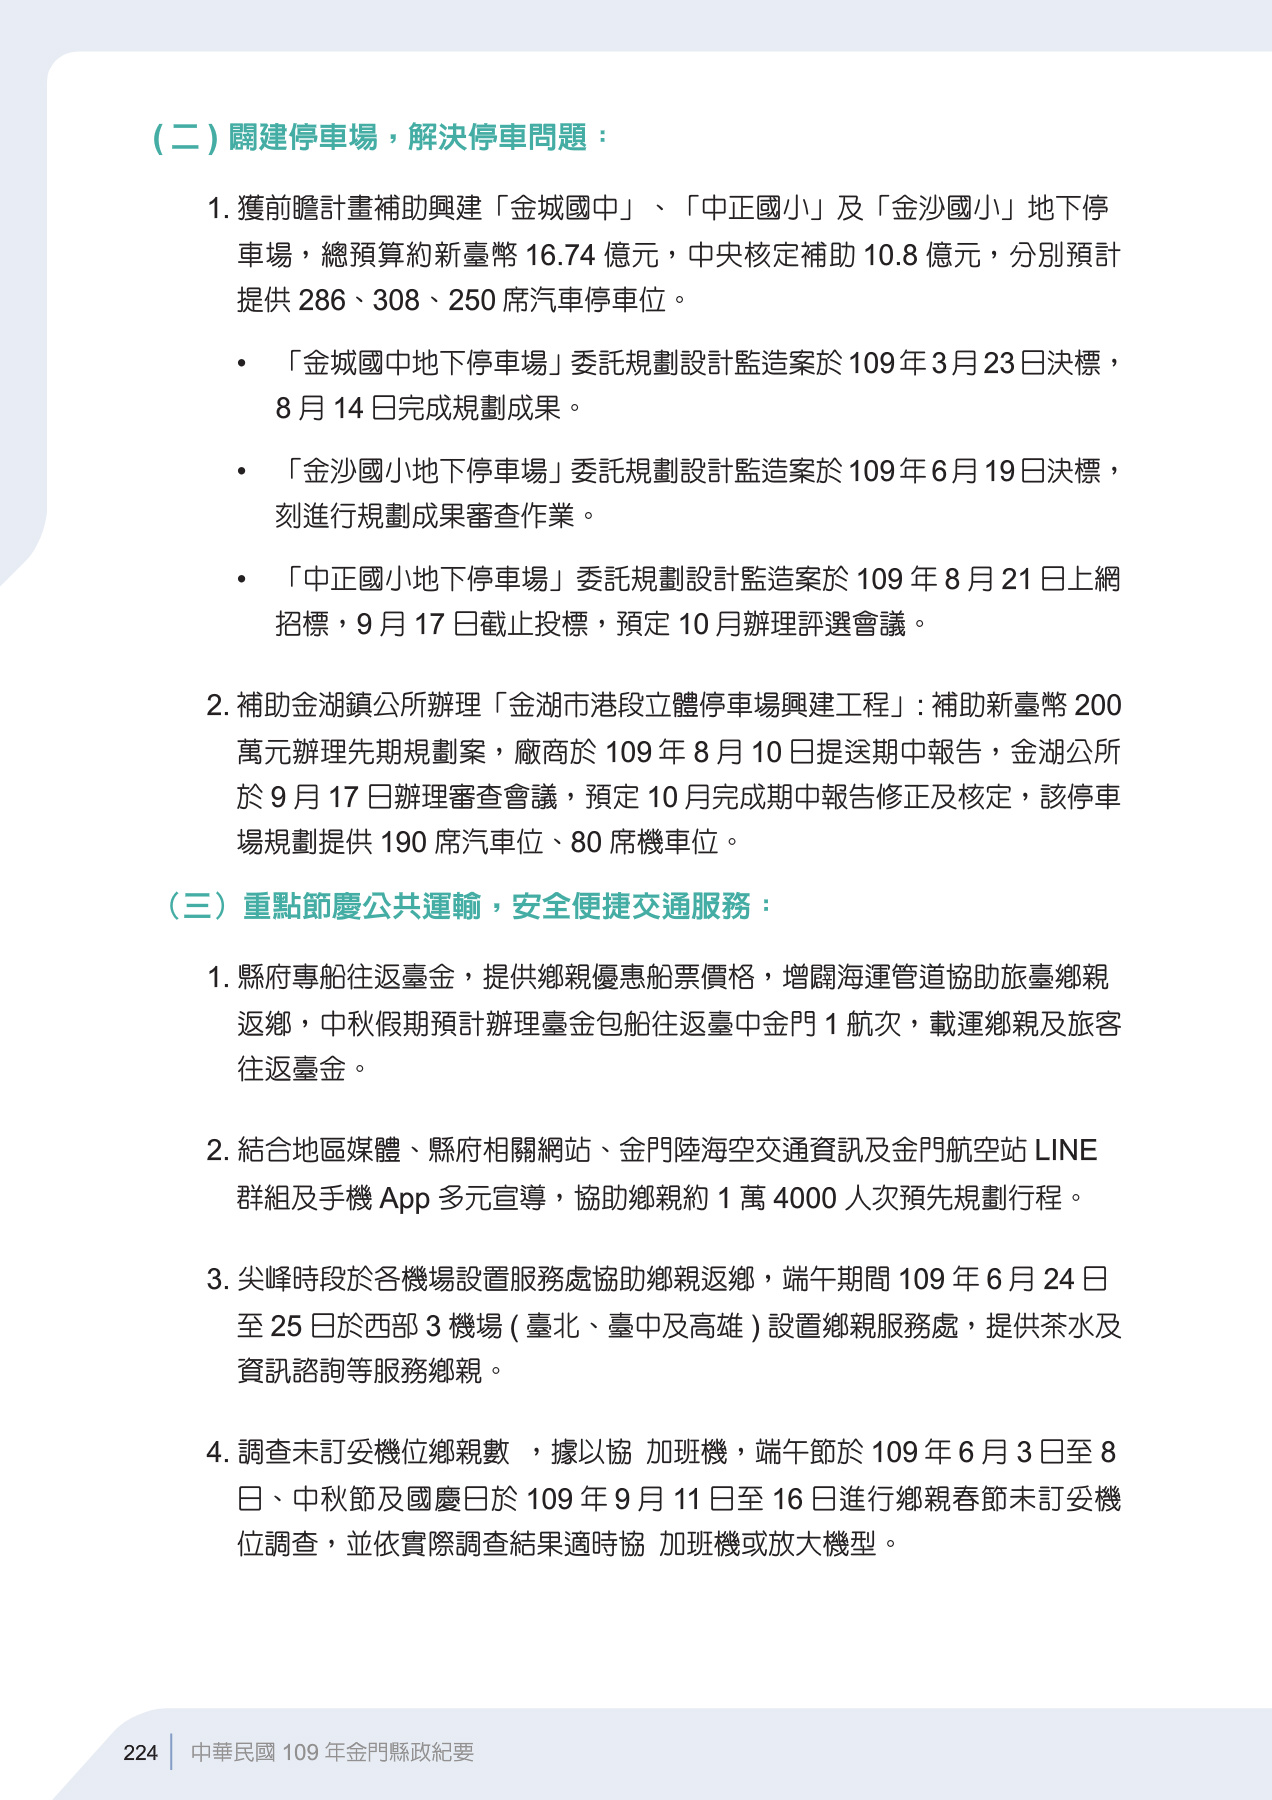 (二) 闢建停車場，解決停車問題：
1. 獲前瞻計畫補助興建「金城國中」、「中正國小」及「金沙國小」地下停
車場，總預算約新臺幣 16.74 億元，中央核定補助 10.8 億元，分別預計
提供 286、308、250 席汽車停車位。
• 「金城國中地下停車場」委託規劃設計監造案於 109 年 3 月 23 日決標，
8 月 14 日完成規劃成果。
• 「金沙國小地下停車場」委託規劃設計監造案於 109 年 6 月 19 日決標，
刻進行規劃成果審查作業。
• 「中正國小地下停車場」委託規劃設計監造案於 109 年 8 月 21 日上網
招標，9 月 17 日截止投標，預定 10 月辦理評選會議。
2. 補助金湖鎮公所辦理「金湖市港段立體停車場興建工程」: 補助新臺幣 200
萬元辦理先期規劃案，廠商於 109 年 8 月 10 日提送期中報告，金湖公所
於 9 月 17 日辦理審查會議，預定 10 月完成期中報告修正及核定，該停車
場規劃提供 190 席汽車位、80 席機車位。
（三）重點節慶公共運輸，安全便捷交通服務：
1. 縣府專船往返臺金，提供鄉親優惠船票價格，增闢海運管道協助旅臺鄉親
返鄉，中秋假期預計辦理臺金包船往返臺中金門 1 航次，載運鄉親及旅客
往返臺金。
2. 結合地區媒體、縣府相關網站、金門陸海空交通資訊及金門航空站 LINE
群組及手機 App 多元宣導，協助鄉親約 1 萬 4000 人次預先規劃行程。
3. 尖峰時段於各機場設置服務處協助鄉親返鄉，端午期間 109 年 6 月 24 日
至 25 日於西部 3 機場 ( 臺北、臺中及高雄 ) 設置鄉親服務處，提供茶水及
資訊諮詢等服務鄉親。
4. 調查未訂妥機位鄉親數 ，據以協 加班機，端午節於 109 年 6 月 3 日至 8
日、中秋節及國慶日於 109 年 9 月 11 日至 16 日進行鄉親春節未訂妥機
位調查，並依實際調查結果適時協 加班機或放大機型。
224 中華民國 109 年金門縣政紀要